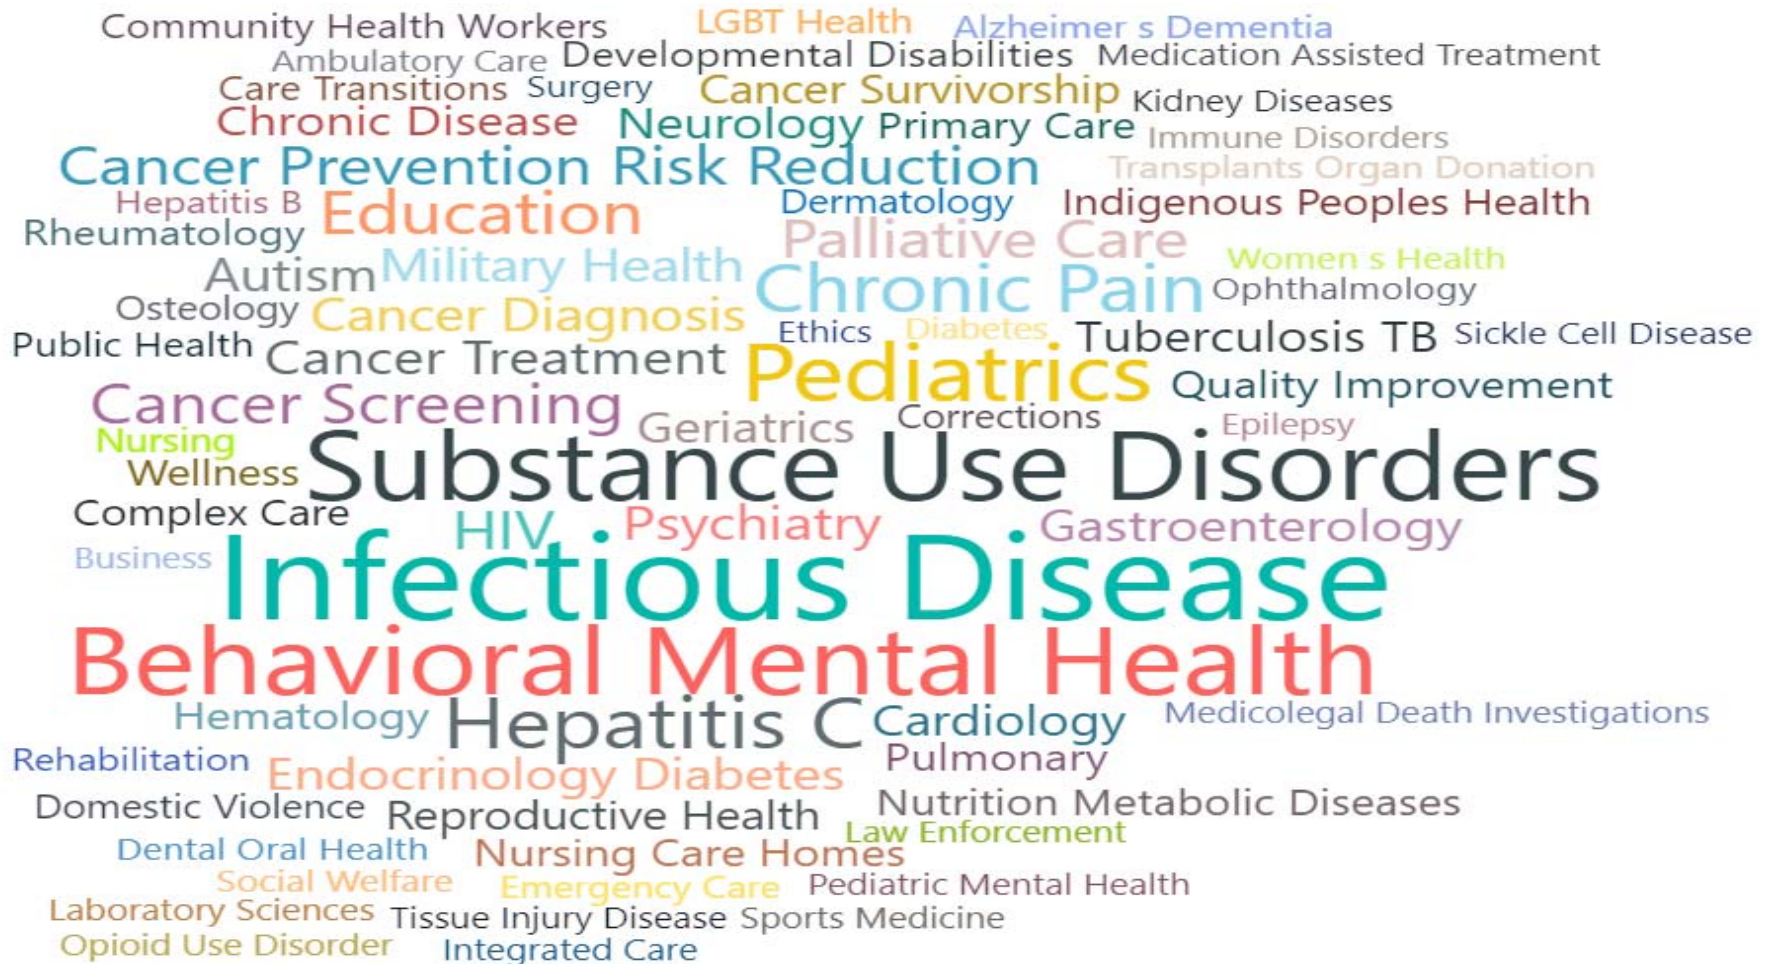 Community Health Workers LGBT Health Alzheimer s Dementia
Ambulatory Care Developmental Disabilities Medication Assisted Treatment
Care Transitions Surgery Cancer Survivorship Kidney Diseases
Chronic Disease Neurology Primary Care Immune Disorders
Cancer Prevention Risk Reduction Transplants Organ Donation
Hepatitis B Education Dermatology Indigenous Peoples Health
Rheumatology Palliative Care
Autism Military Health Chronic Pain Women s Health
Ophthalmology
Osteology Cancer Diagnosis Ethics Diabetes Tuberculosis TB Sickle Cell Disease
Public Health Cancer Treatment Pediatrics Quality Improvement
Cancer Screening Geriatrics Corrections Epilepsy
Nursing
Wellness Substance Use Disorders
Complex Care HIV Psychiatry Gastroenterology
Business Infectious Disease
Behavioral Mental Health
Hematology Hepatitis C Cardiology Medicolegal Death Investigations
Rehabilitation Endocrinology Diabetes Pulmonary
Domestic Violence Reproductive Health Nutrition Metabolic Diseases
Law Enforcement
Dental Oral Health Nursing Care Homes
Social Welfare Emergency Care Pediatric Mental Health
Laboratory Sciences Tissue Injury Disease Sports Medicine
Opioid Use Disorder Integrated Care